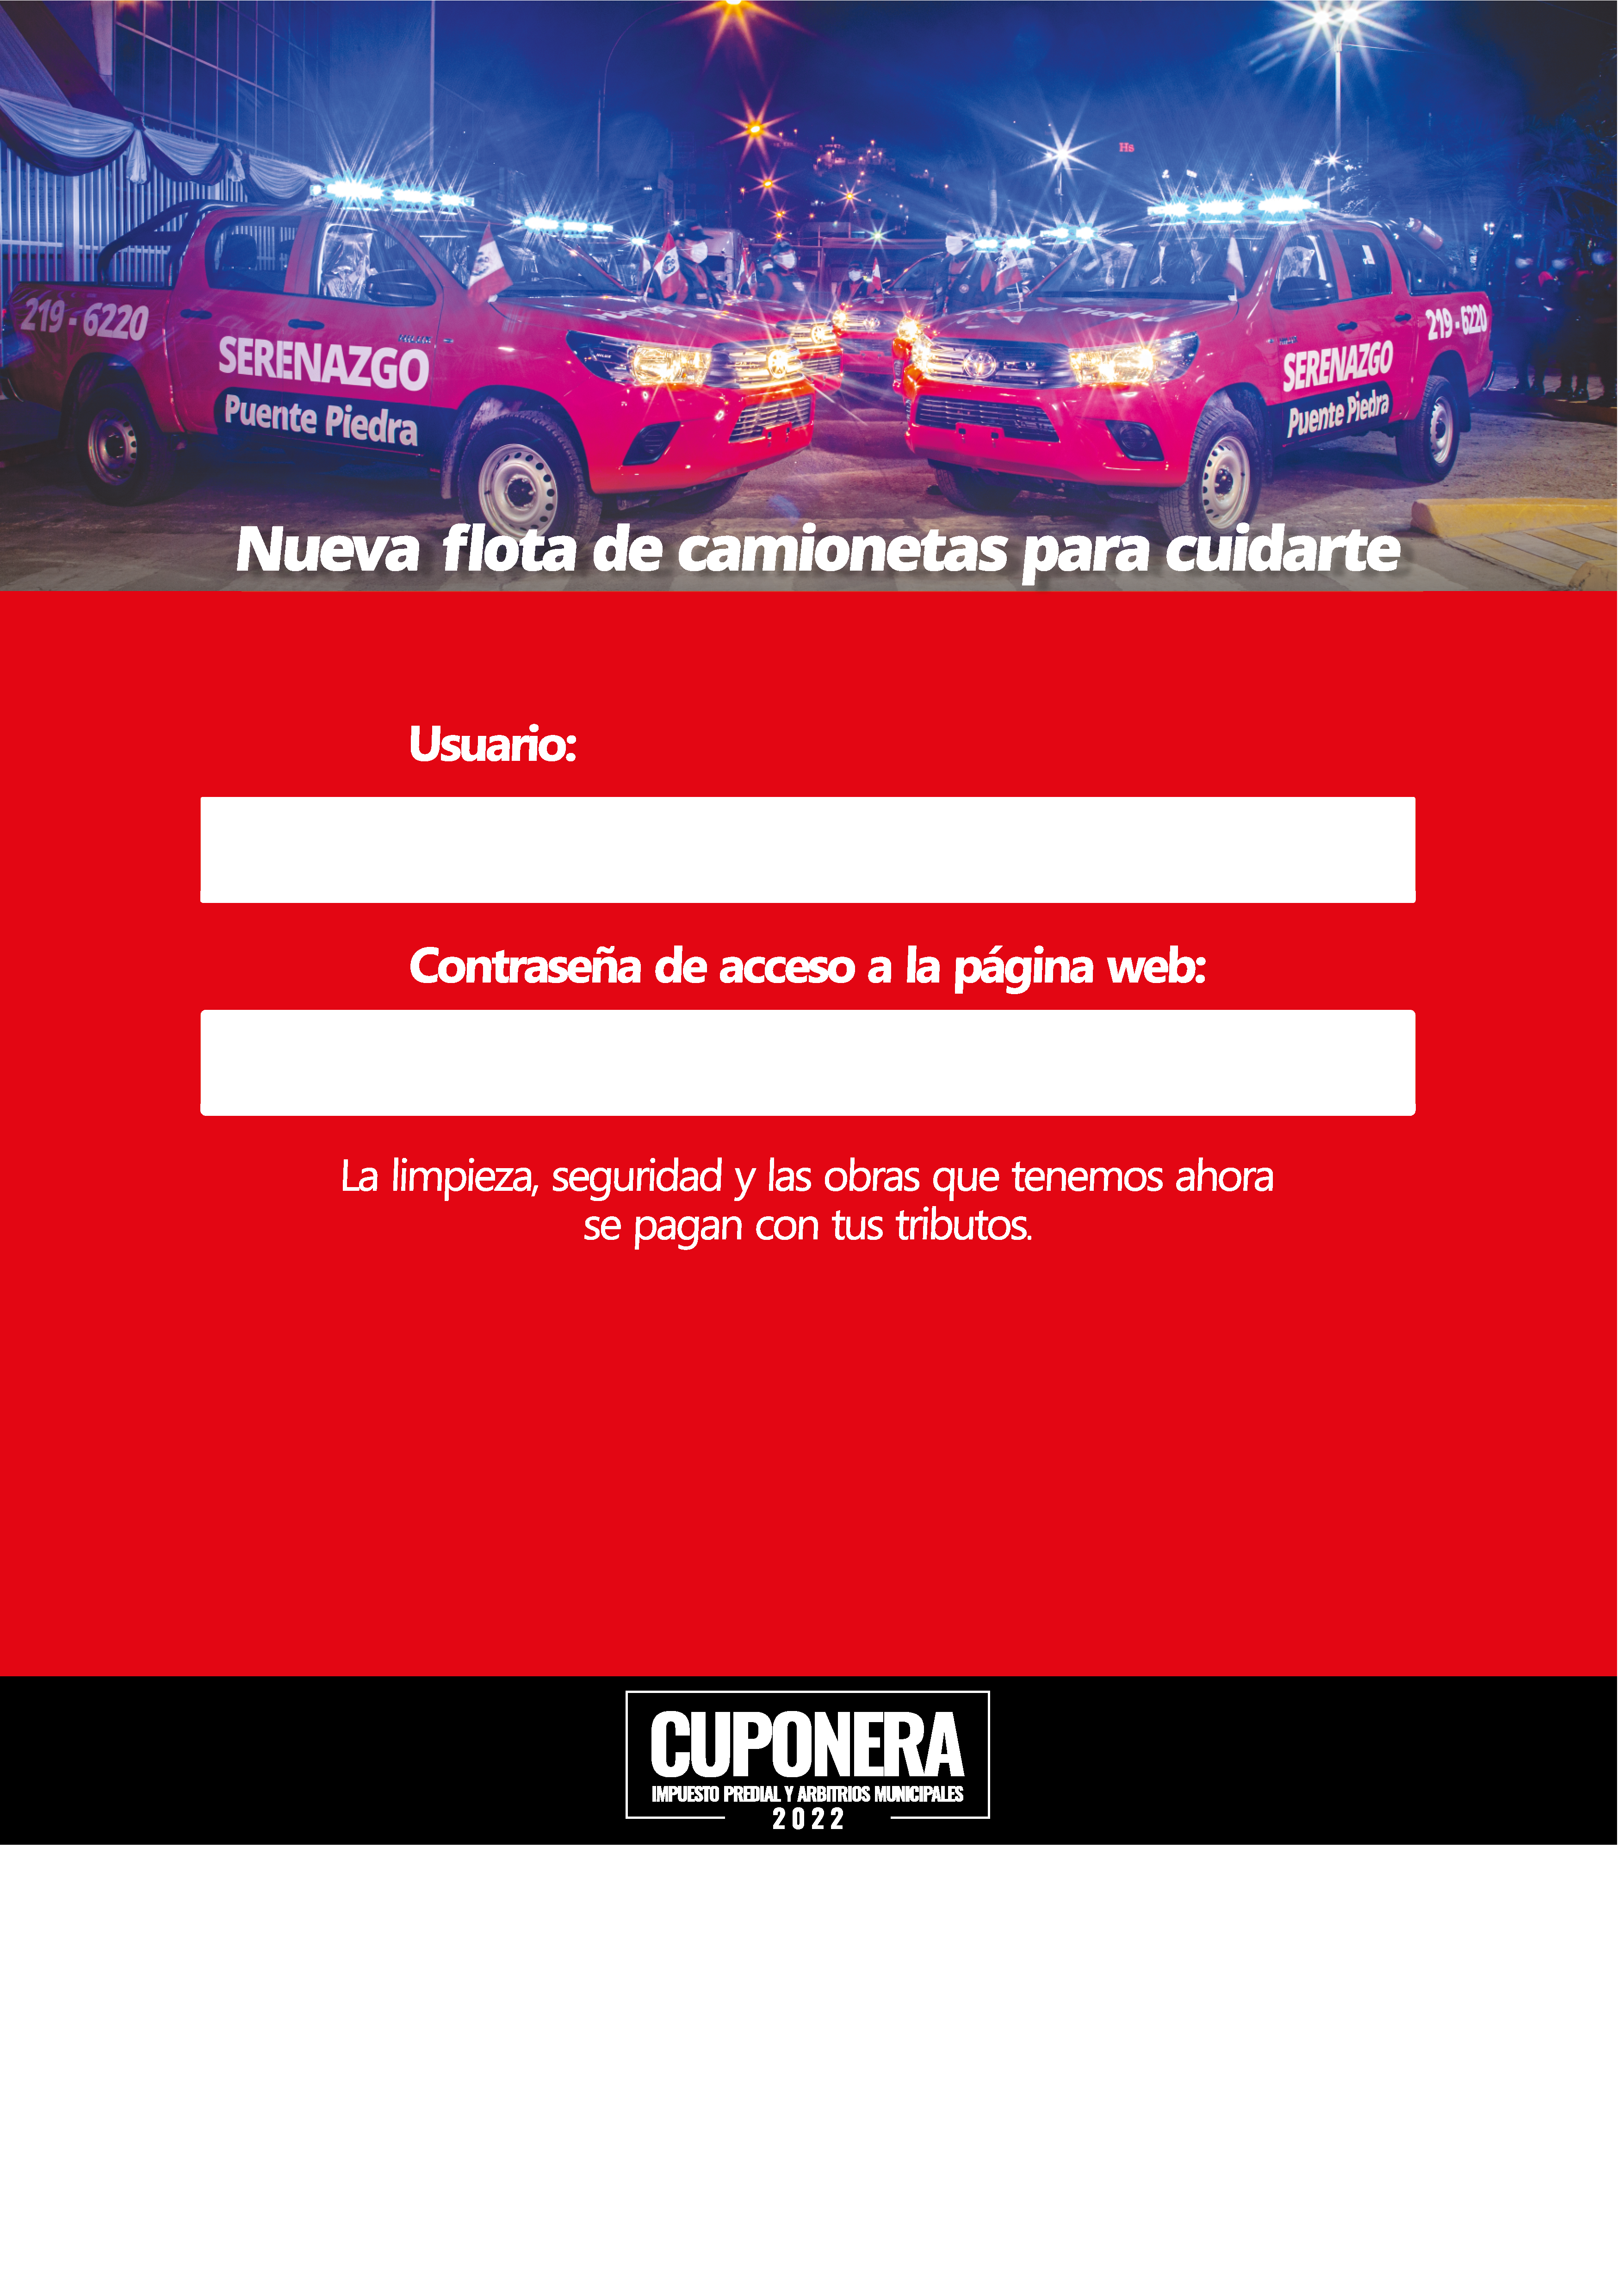 Hs
219 - 6220
SERENAZGO
Puente Piedra
219 - 6220
SERENAZGO
Puente Piedra
Nueva flota de camionetas para cuidarte
Usuario:
Contraseña de acceso a la página web:
La limpieza, seguridad y las obras que tenemos ahora
se pagan con tus tributos.
CUPONERA
IMPUESTO PREDIAL Y ARBITRIOS MUNICIPALES
2022